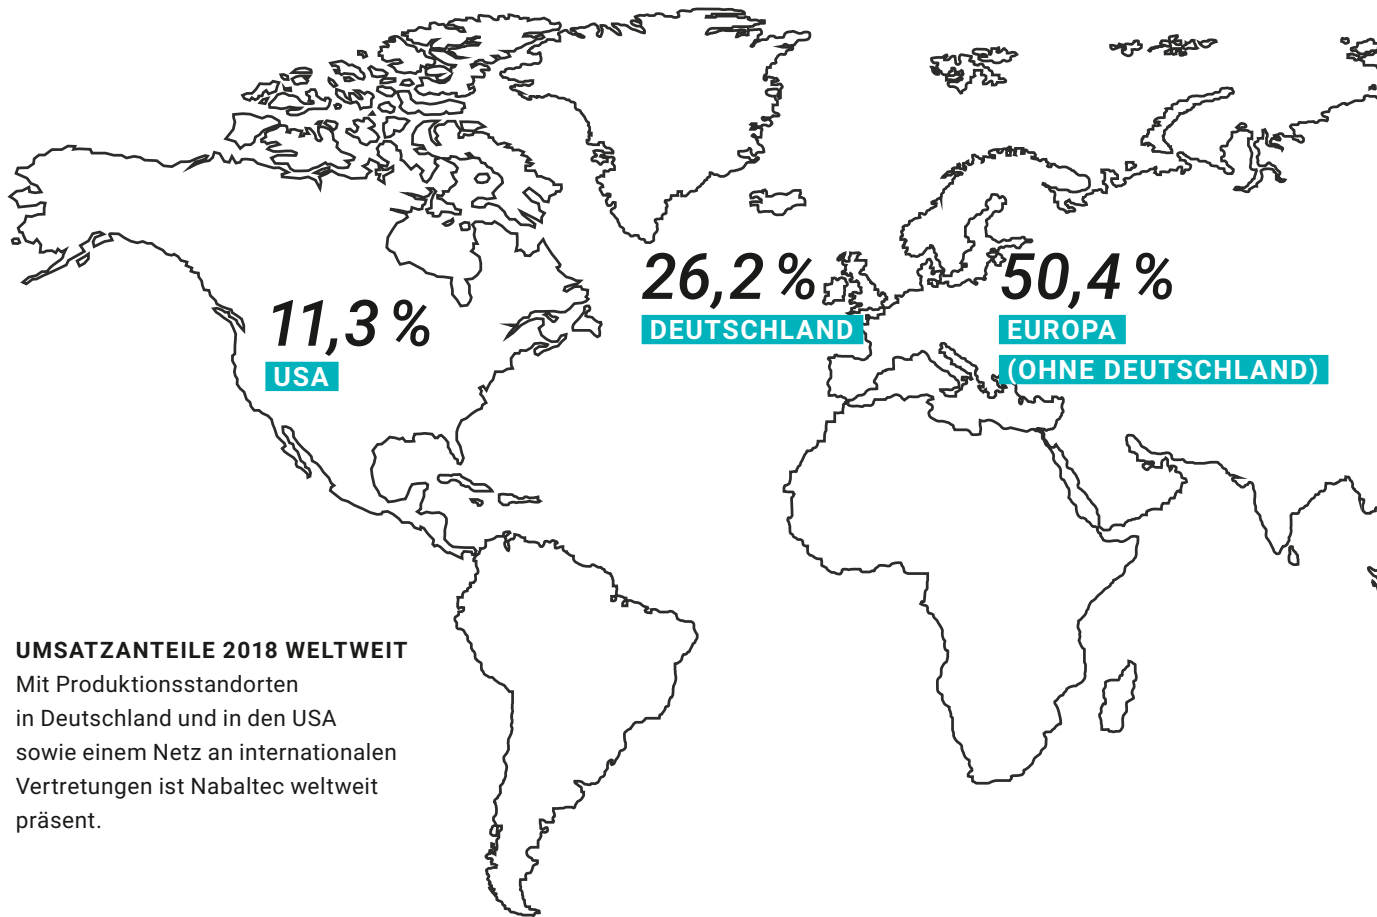 26,2 %
DEUTSCHLAND
50,4 %
EUROPA
(OHNE DEUTSCHLAND)
11,3 %
USA
UMSATZANTEILE 2018 WELTWEIT
Mit Produktionsstandorten
in Deutschland und in den USA
sowie einem Netz an internationalen
Vertretungen ist Nabaltec weltweit
präsent.